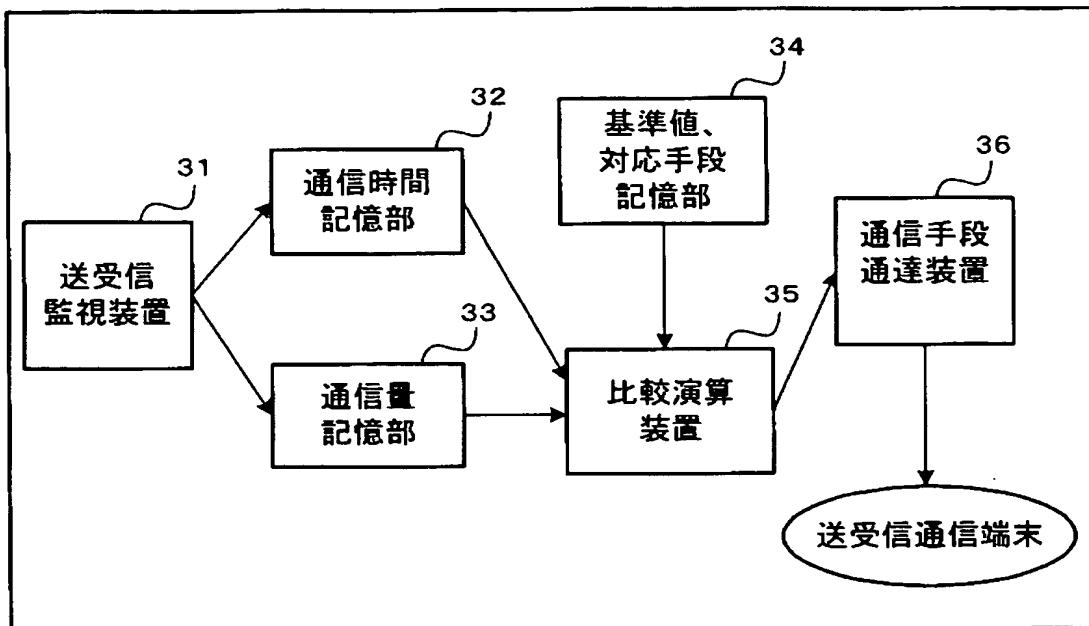 34
32
基準値、
対応手段
記憶部
36
31
通信時間
記憶部
通信手段
通達装置
送受信
監視装置
33
35
通信量
記憶部
比較演算
装置
送受信通信端末